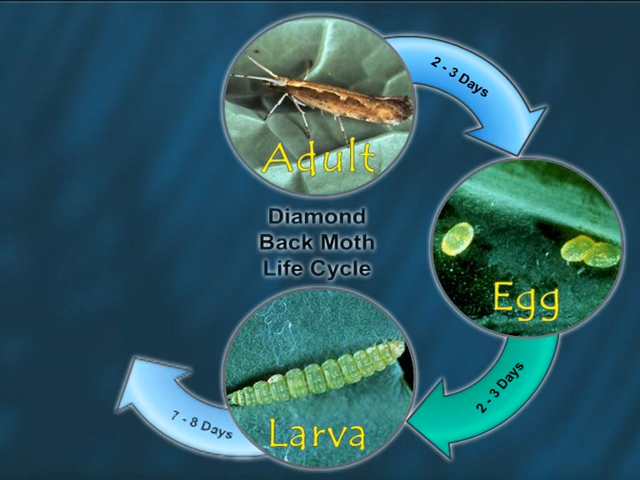 2 - 3 Days
Adult
Diamond
Back Moth
Life Cycle
Egg
2 - 3 Days
Larva
7 - 8 Days